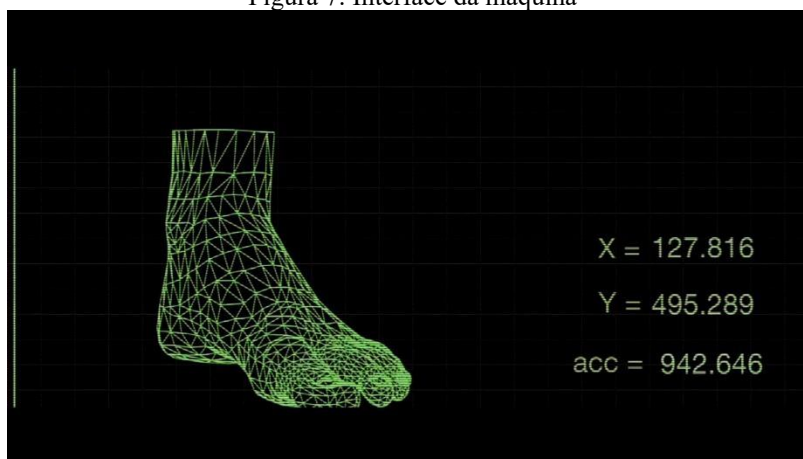 Figura 7. Interface da máquina
X = 127.816
Y = 495.289
acc = 942.646